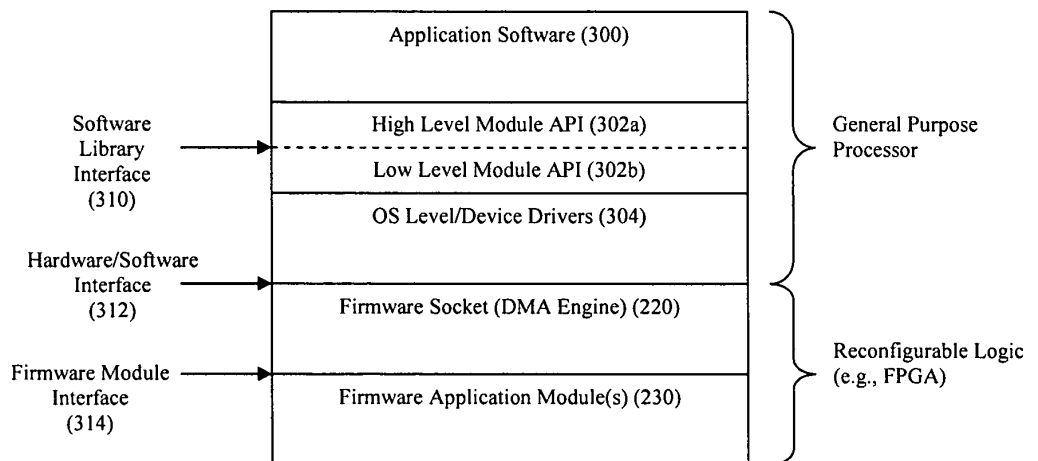 Application Software (300)
Software
Library
Interface
(310)
High Level Module API (302a)
Low Level Module API (302b)
General Purpose
Processor
OS Level/Device Drivers (304)
Hardware/Software
Interface
(312)
Firmware Socket (DMA Engine) (220)
Firmware Module
Interface
(314)
Firmware Application Module(s) (230)
Reconfigurable Logic
(e.g., FPGA)